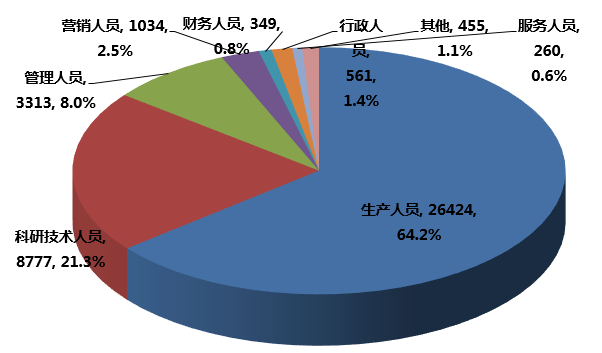 营销人员, 1034,
2.5%
财务人员, 349,
0.8%
行政人
员,
561,
1.4%
其他, 455,
1.1%
服务人员,
260,
0.6%
管理人员,
3313, 8.0%
生产人员, 26424,
64.2%
科研技术人员,
8777, 21.3%